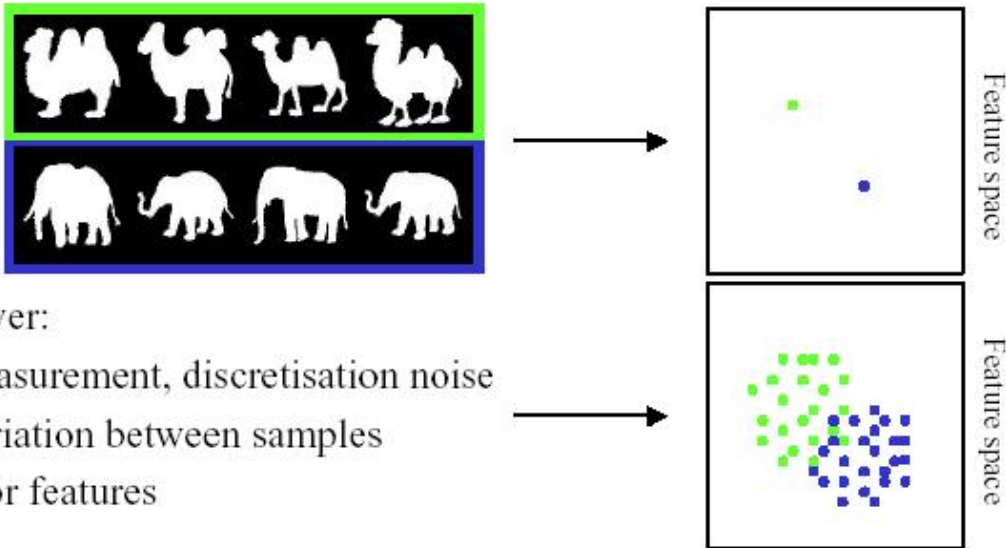 Feature space
ver:
asurement, discretisation noise
riation between samples
or features
Feature space